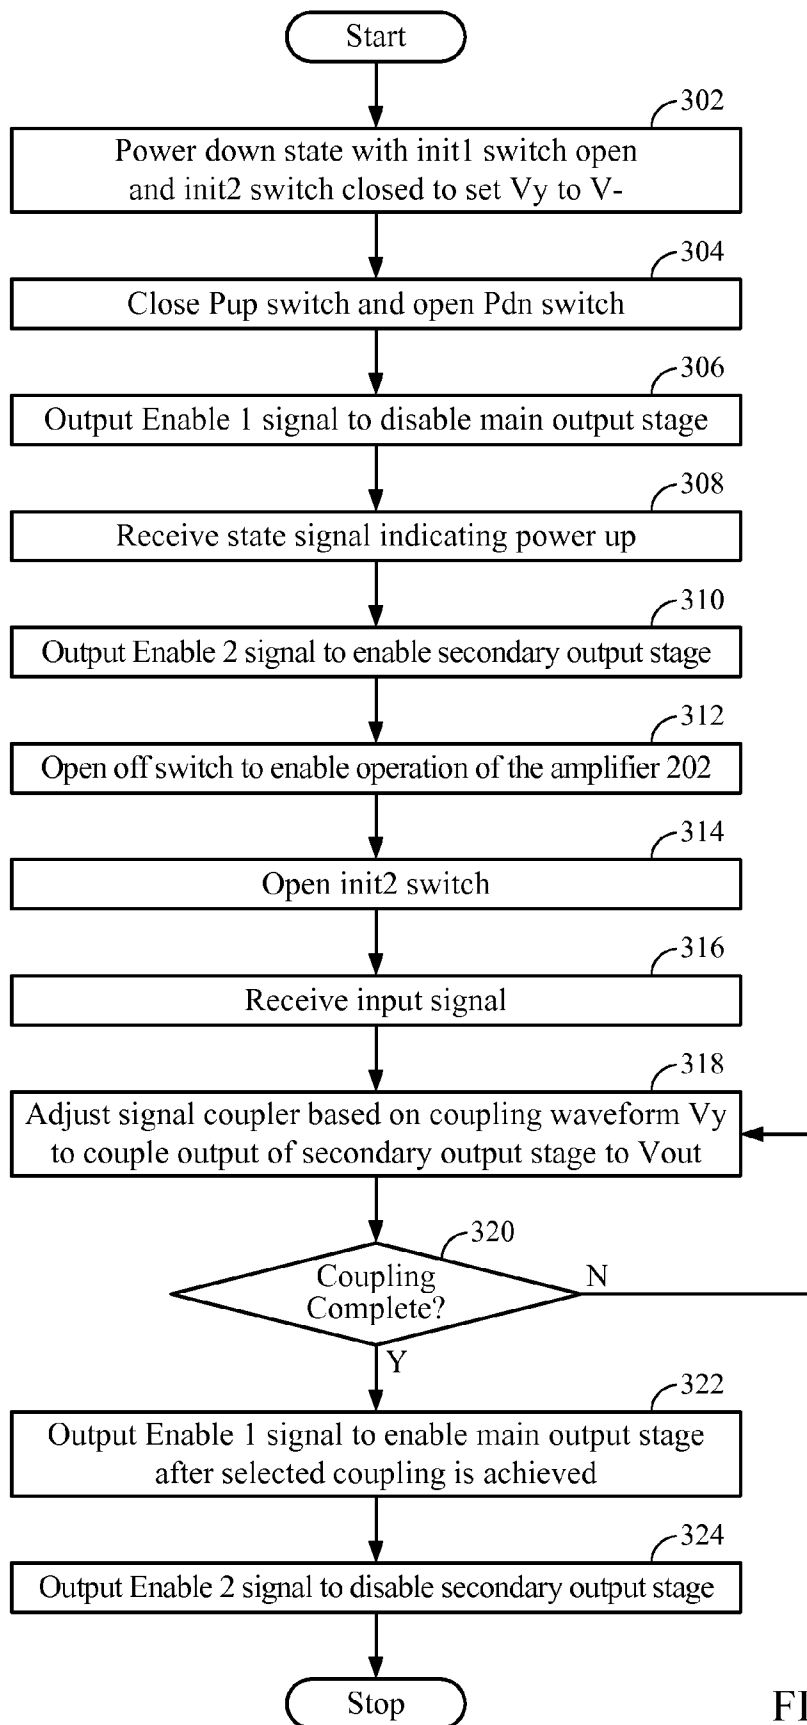 Start
302
Power down state with init1 switch open
and init2 switch closed to set Vy to V-
304
Close Pup switch and open Pdn switch
306
Output Enable 1 signal to disable main output stage
308
Receive state signal indicating power up
310
Output Enable 2 signal to enable secondary output stage
312
Open off switch to enable operation of the amplifier 202
314
Open init2 switch
316
Receive input signal
318
Adjust signal coupler based on coupling waveform Vy
to couple output of secondary output stage to Vout
320
Coupling
Complete?
N
Y
322
Output Enable 1 signal to enable main output stage
after selected coupling is achieved
324
Output Enable 2 signal to disable secondary output stage
Stop